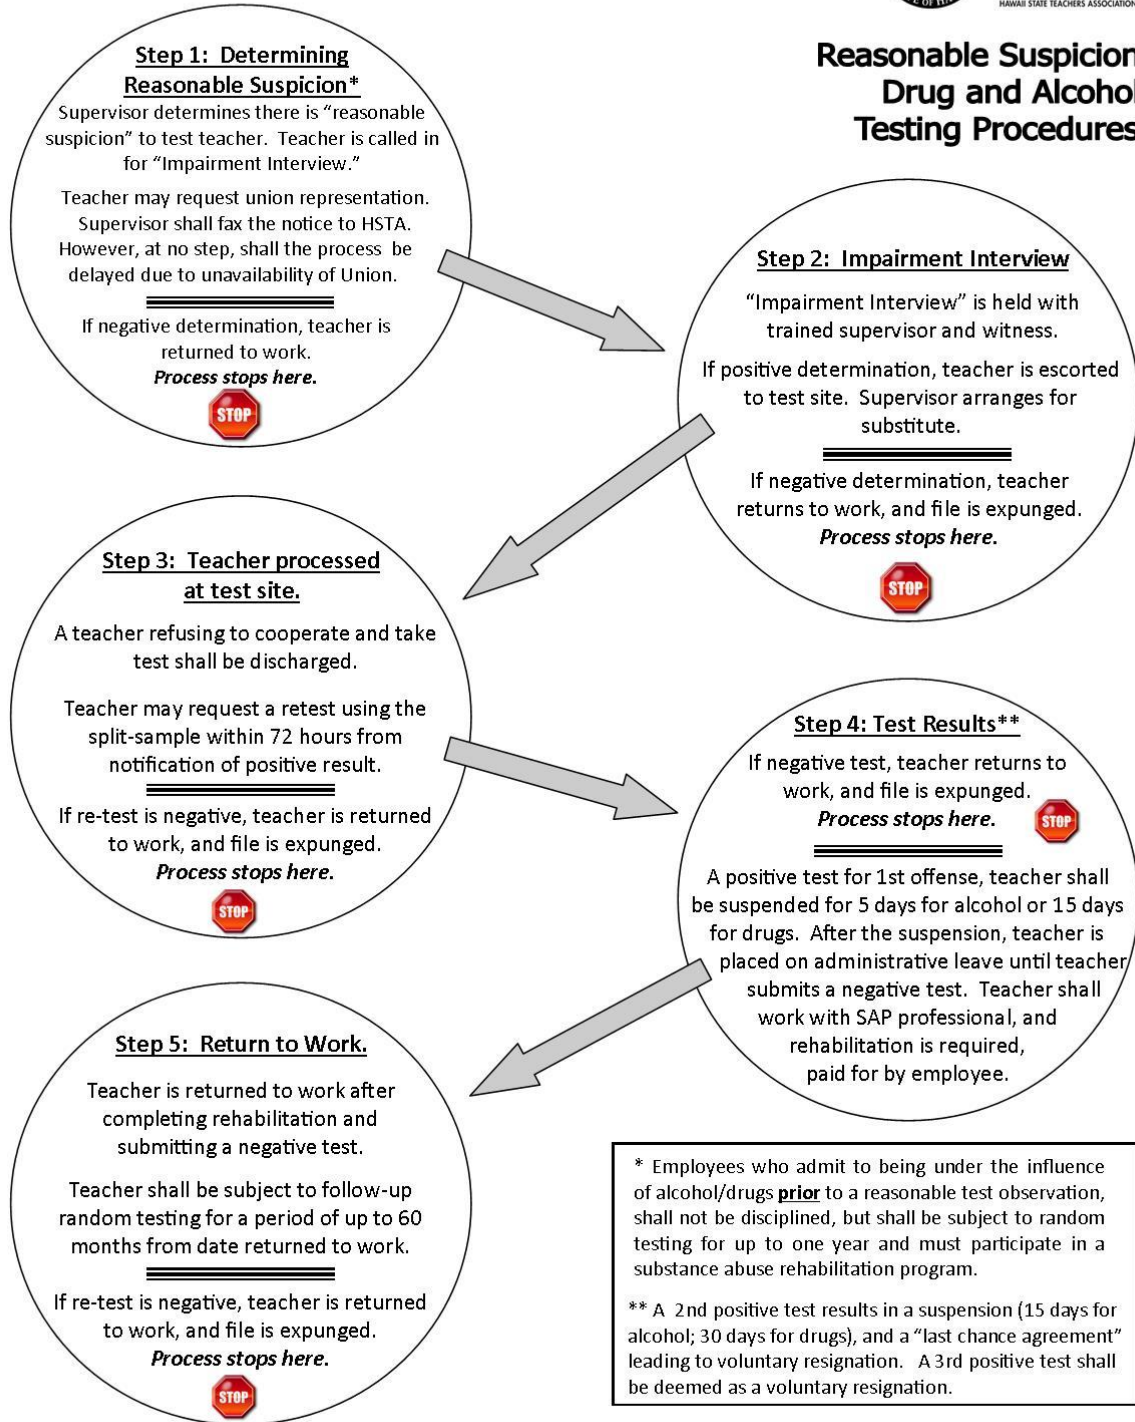 HAWAII STATE TEACHERS ASSOCIATION
Reasonable Suspicion
Drug and Alcohol
Testing Procedures
Step 1: Determining
Reasonable Suspicion*
Supervisor determines there is “reasonable
suspicion” to test teacher. Teacher is called in
for “Impairment Interview.”
Teacher may request union representation.
Supervisor shall fax the notice to HSTA.
However, at no step, shall the process be
delayed due to unavailability of Union.
If negative determination, teacher is
returned to work.
Process stops here.
STOP
Step 2: Impairment Interview
“Impairment Interview” is held with
trained supervisor and witness.
If positive determination, teacher is escorted
to test site. Supervisor arranges for
substitute.
If negative determination, teacher
returns to work, and file is expunged.
Process stops here.
STOP
Step 3: Teacher processed
at test site.
A teacher refusing to cooperate and take
test shall be discharged.
Teacher may request a retest using the
split-sample within 72 hours from
notification of positive result.
If re-test is negative, teacher is returned
to work, and file is expunged.
Process stops here.
STOP
Step 4: Test Results**
If negative test, teacher returns to
work, and file is expunged.
Process stops here.
STOP
A positive test for 1st offense, teacher shall
be suspended for 5 days for alcohol or 15 days
for drugs. After the suspension, teacher is
placed on administrative leave until teacher
submits a negative test. Teacher shall
work with SAP professional, and
rehabilitation is required,
paid for by employee.
Step 5: Return to Work.
Teacher is returned to work after
completing rehabilitation and
submitting a negative test.
Teacher shall be subject to follow-up
random testing for a period of up to 60
months from date returned to work.
If re-test is negative, teacher is returned
to work, and file is expunged.
Process stops here.
STOP
* Employees who admit to being under the influence
of alcohol/drugs prior to a reasonable test observation,
shall not be disciplined, but shall be subject to random
testing for up to one year and must participate in a
substance abuse rehabilitation program.
** A 2nd positive test results in a suspension (15 days for
alcohol; 30 days for drugs), and a “last chance agreement”
leading to voluntary resignation. A 3rd positive test shall
be deemed as a voluntary resignation.